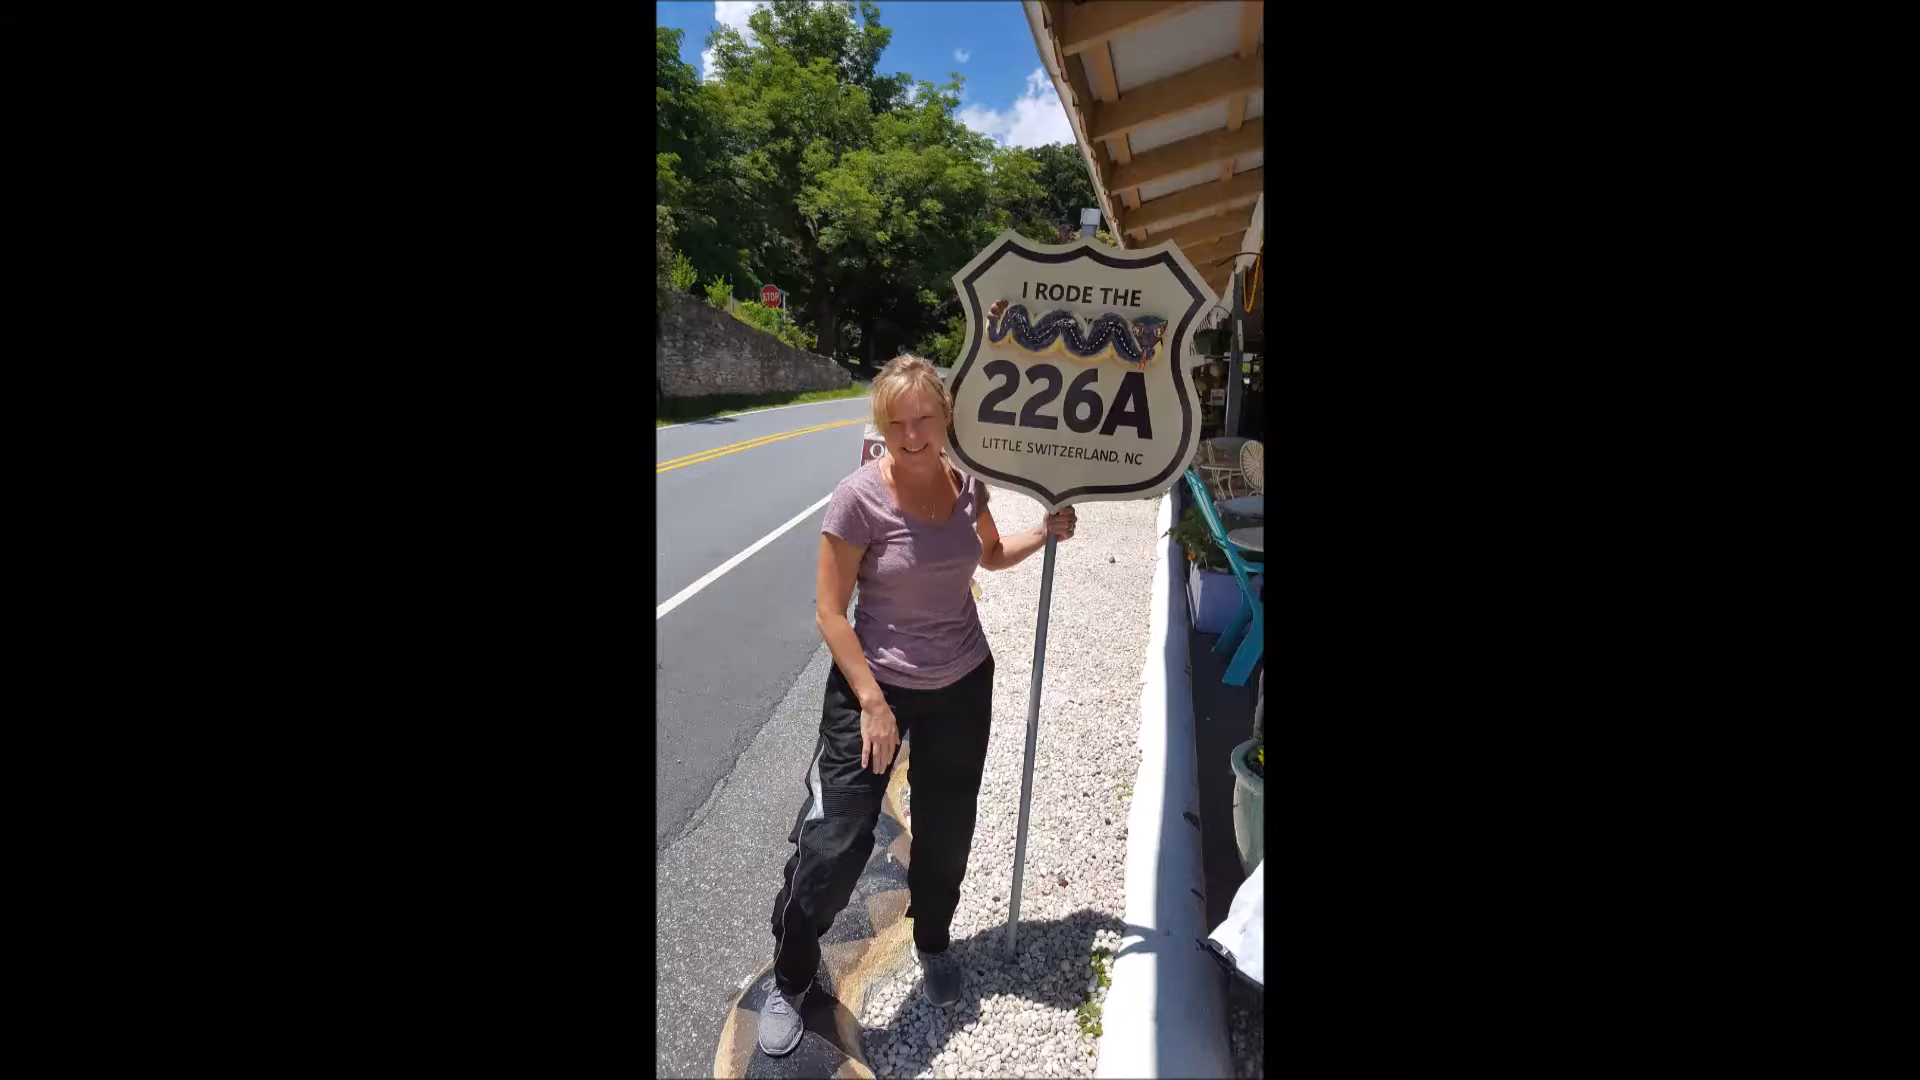 STOP
I RODE THE
226A
LITTLE SWITZERLAND, NC